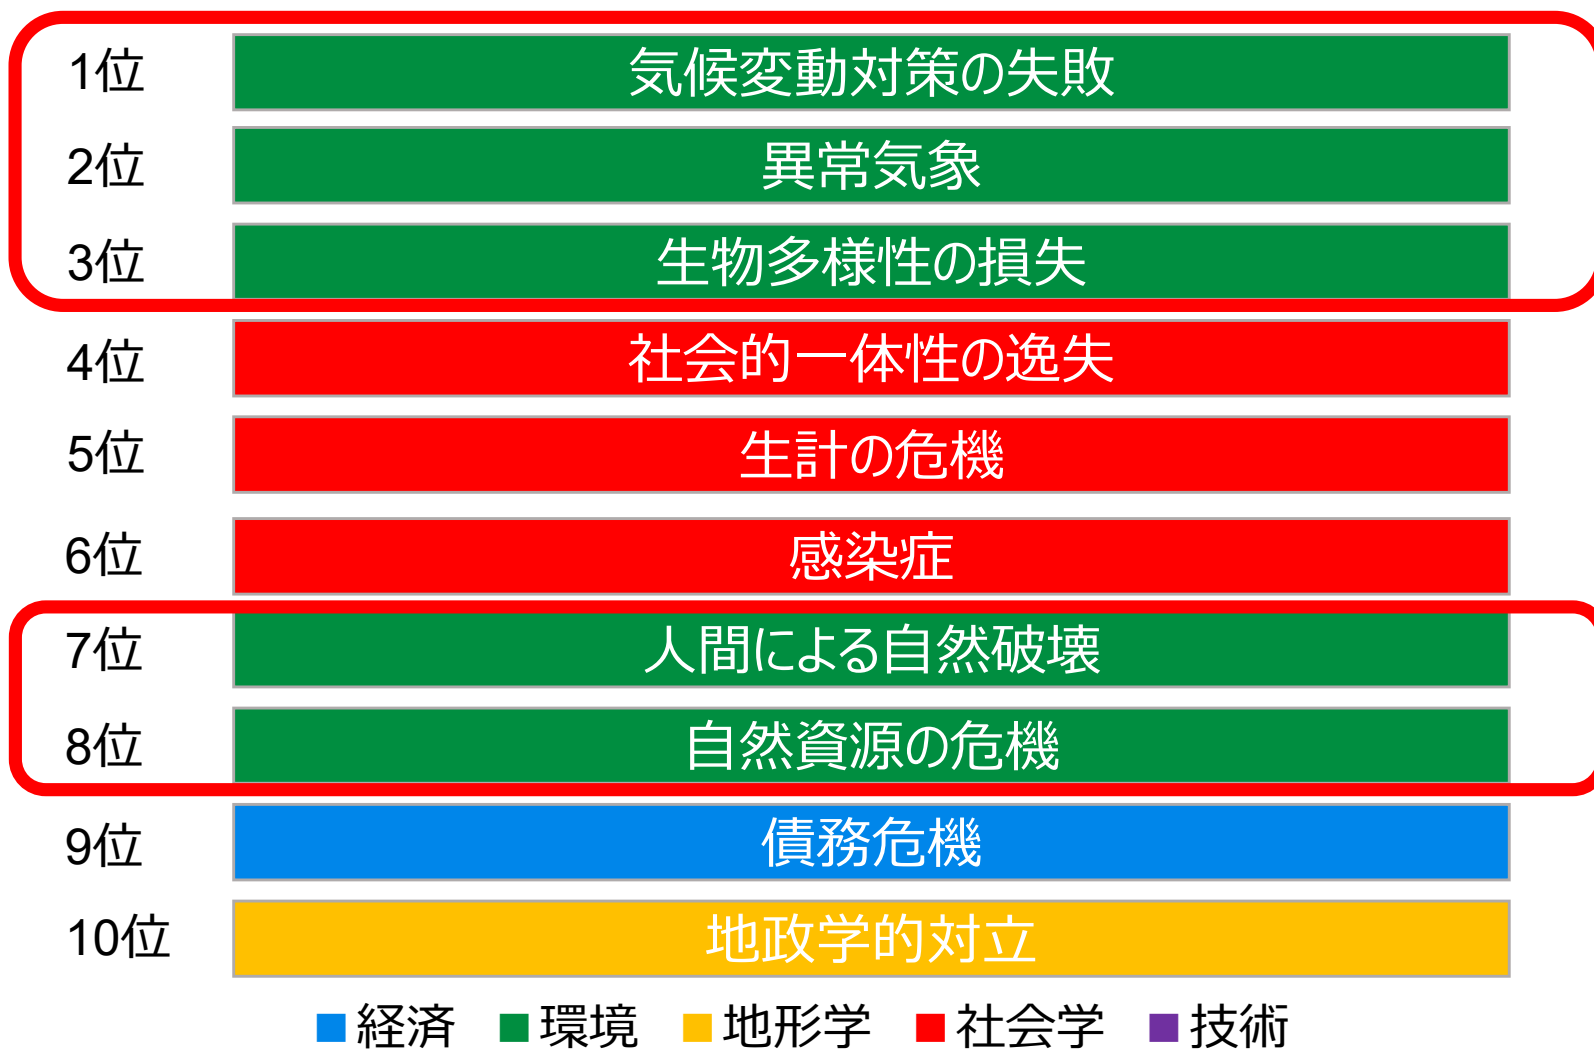 1位 気候変動対策の失敗
2位 異常気象
3位 生物多様性の損失
4位 社会的一体性の逸失
5位 生計の危機
6位 感染症
7位 人間による自然破壊
8位 自然資源の危機
9位 債務危機
10位 地政学的対立
経済 環境 地形学 社会学 技術